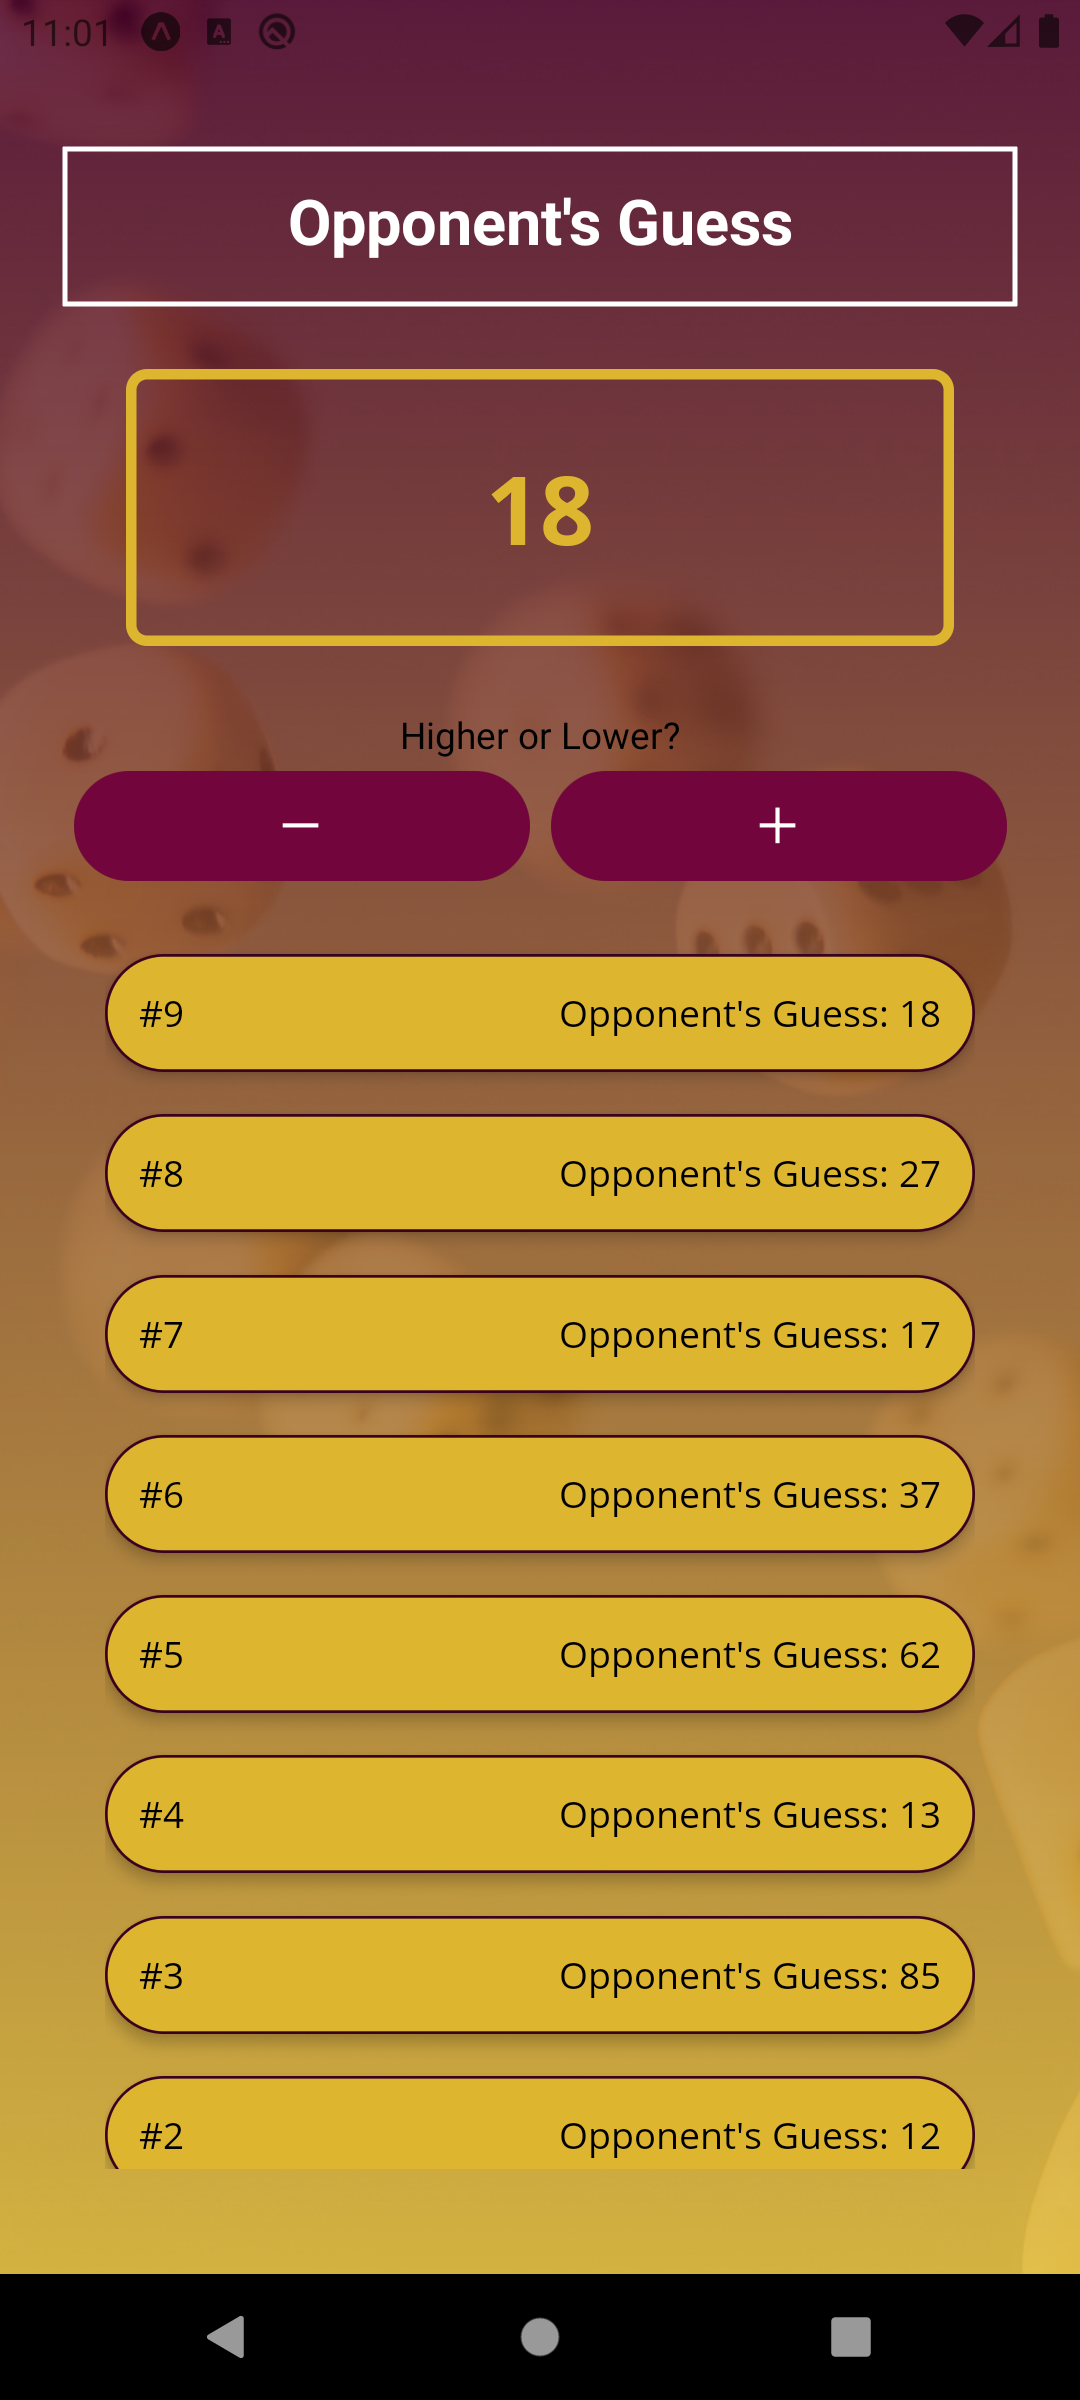 11:01
Opponent's Guess
18
Higher or Lower?
#9 Opponent's Guess: 18
#8 Opponent's Guess: 27
#7 Opponent's Guess: 17
#6 Opponent's Guess: 37
#5 Opponent's Guess: 62
#4 Opponent's Guess: 13
#3 Opponent's Guess: 85
#2 Opponent's Guess: 12